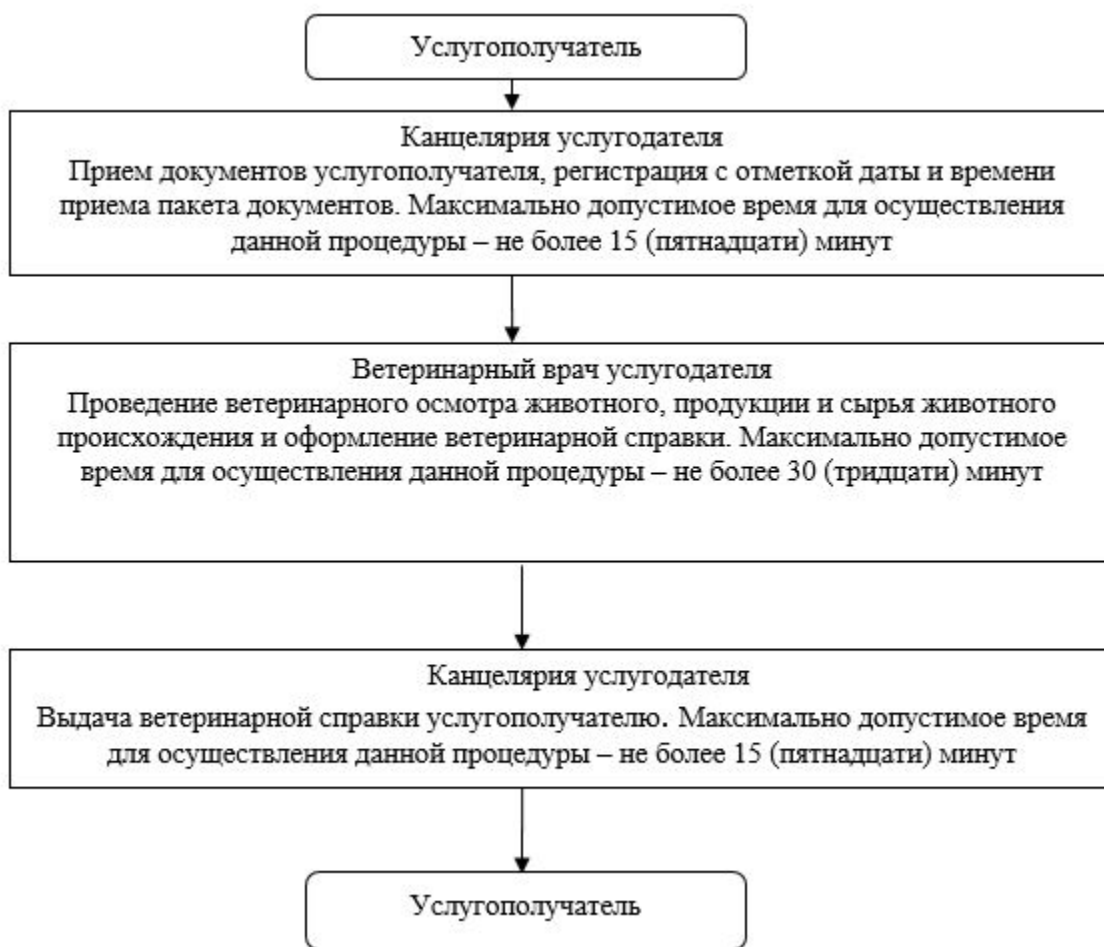 Услугополучатель
Канцелярия услугодателя
Прием документов услугополучателя, регистрация с отметкой даты и времени
приема пакета документов. Максимально допустимое время для осуществления
данной процедуры – не более 15 (пятнадцати) минут
Ветеринарный врач услугодателя
Проведение ветеринарного осмотра животного, продукции и сырья животного
происхождения и оформление ветеринарной справки. Максимально допустимое
время для осуществления данной процедуры – не более 30 (тридцати) минут
Канцелярия услугодателя
Выдача ветеринарной справки услугополучателю. Максимально допустимое время
для осуществления данной процедуры – не более 15 (пятнадцати) минут
Услугополучатель